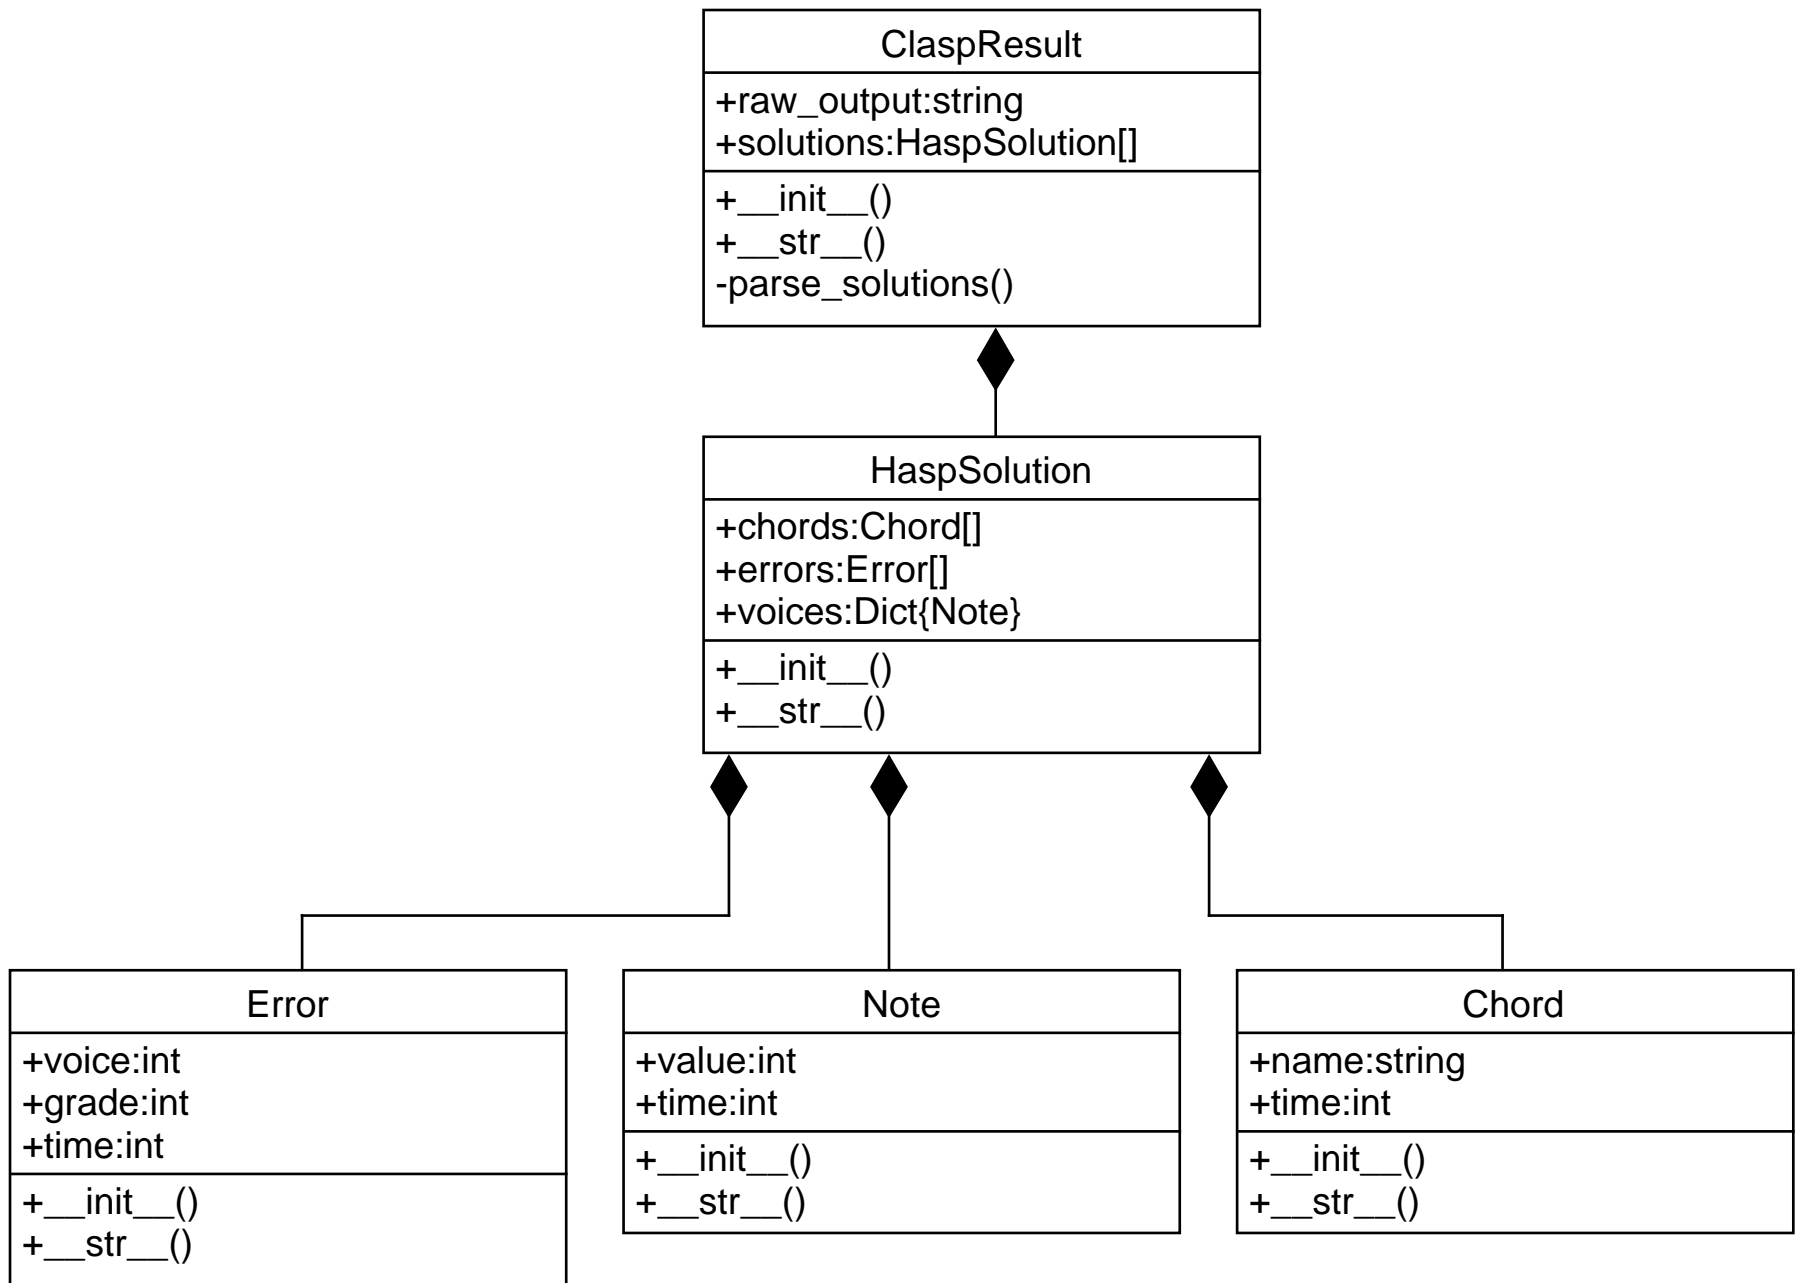 ClaspResult
+raw_output:string
+solutions:HaspSolution[]
+__init__()
+__str__()
-parse_solutions()
HaspSolution
+chords:Chord[]
+errors:Error[]
+voices:Dict{Note}
+__init__()
+__str__()
Error
+voice:int
+grade:int
+time:int
+__init__()
+__str__()
Note
+value:int
+time:int
+__init__()
+__str__()
Chord
+name:string
+time:int
+__init__()
+__str__()